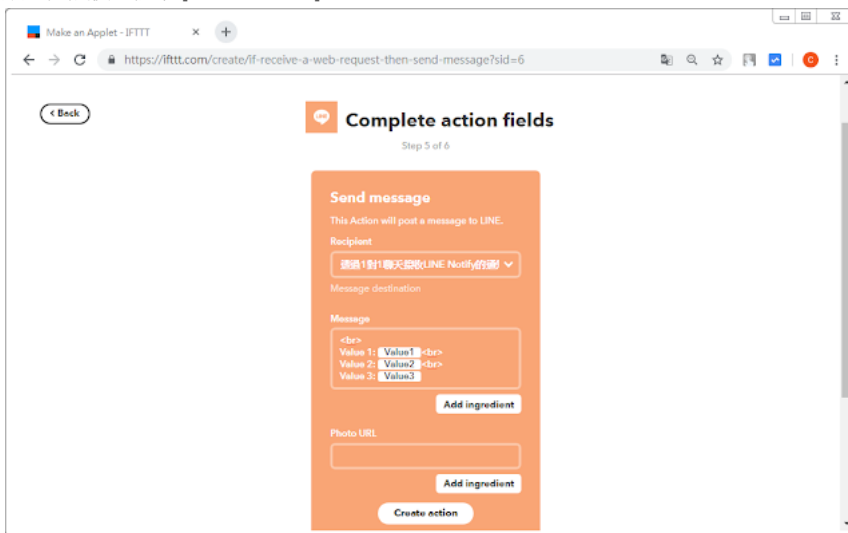 Make an Applet - IFTTT
https://ifttt.com/create/if-receive-a-web-request-then-send-message?sid=6
C
< Back
LINE
Complete action fields
Step 5 of 6
Send message
This Action will post a message to LINE.
Recipient
透過1對1聊天接收LINE Notify的通
Message destination
Message
<br>
Value 1: Value1 <br>
Value 2: Value2 <br>
Value 3: Value3
Add ingredient
Photo URL
Add ingredient
Create action